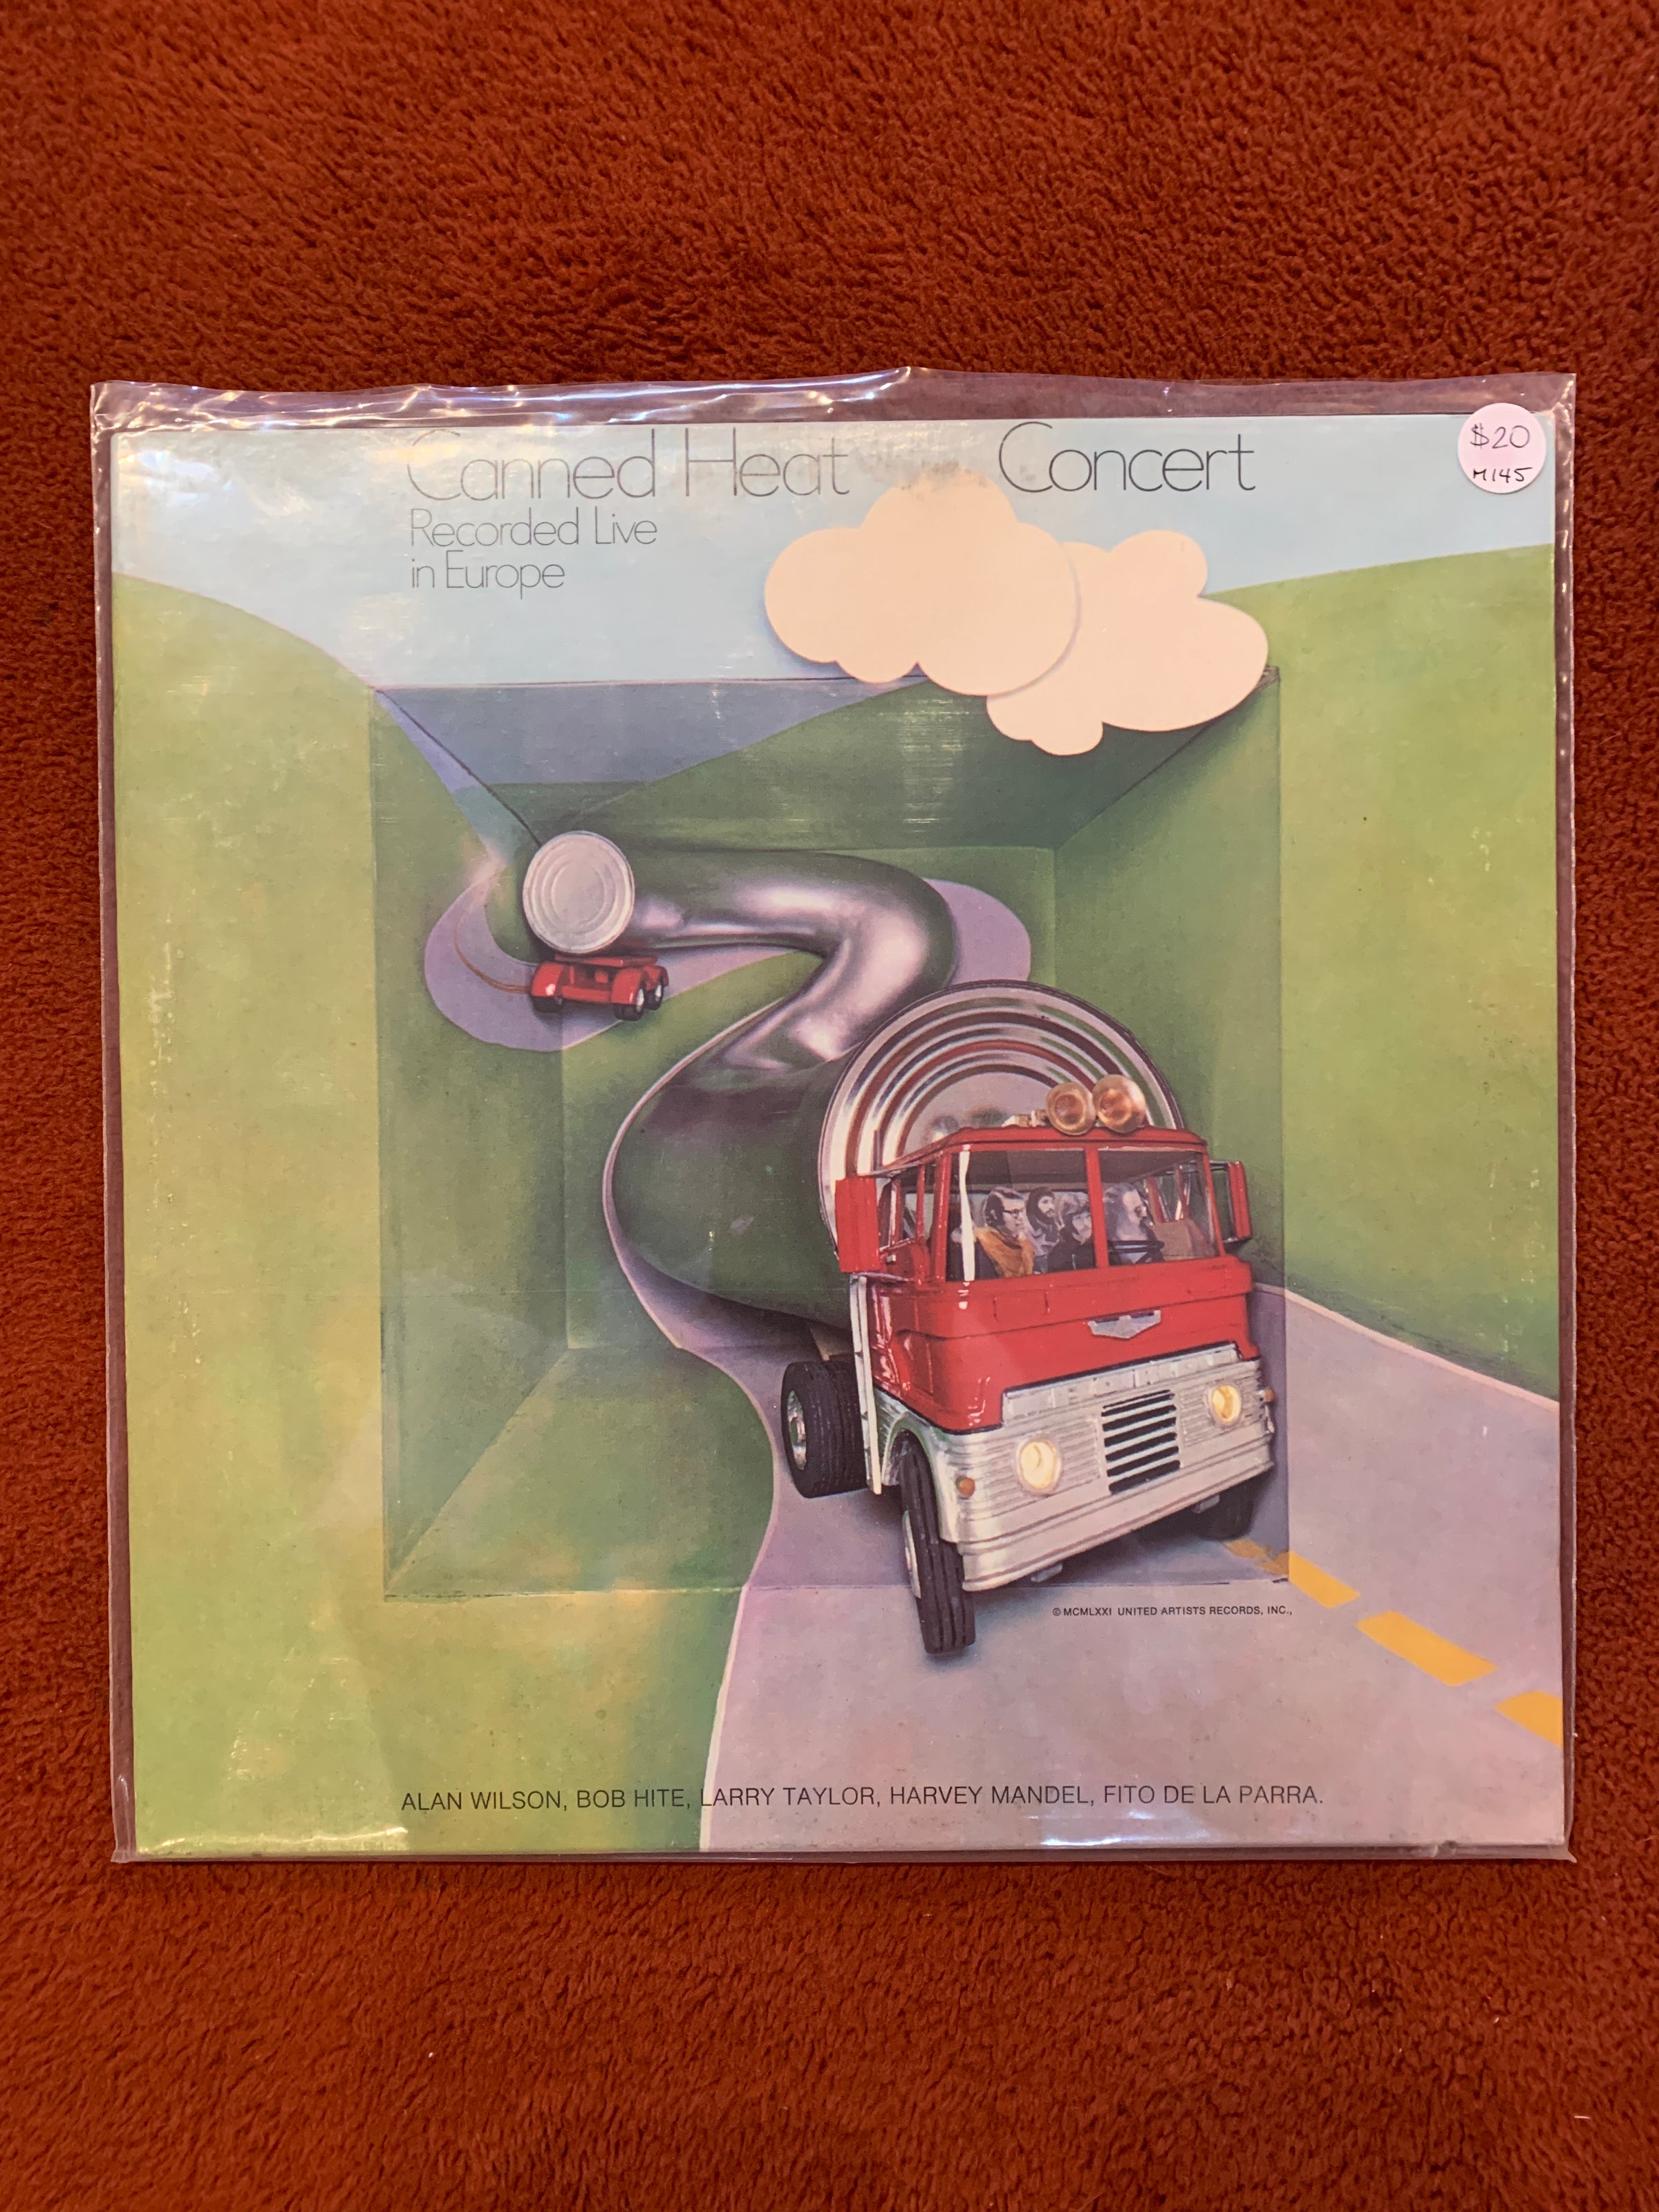 Canned Heat Concert
Recorded Live
in Europe
$20
M145
© MCMLXXI UNITED ARTISTS RECORDS, INC.,
ALAN WILSON, BOB HITE, LARRY TAYLOR, HARVEY MANDEL, FITO DE LA PARRA.